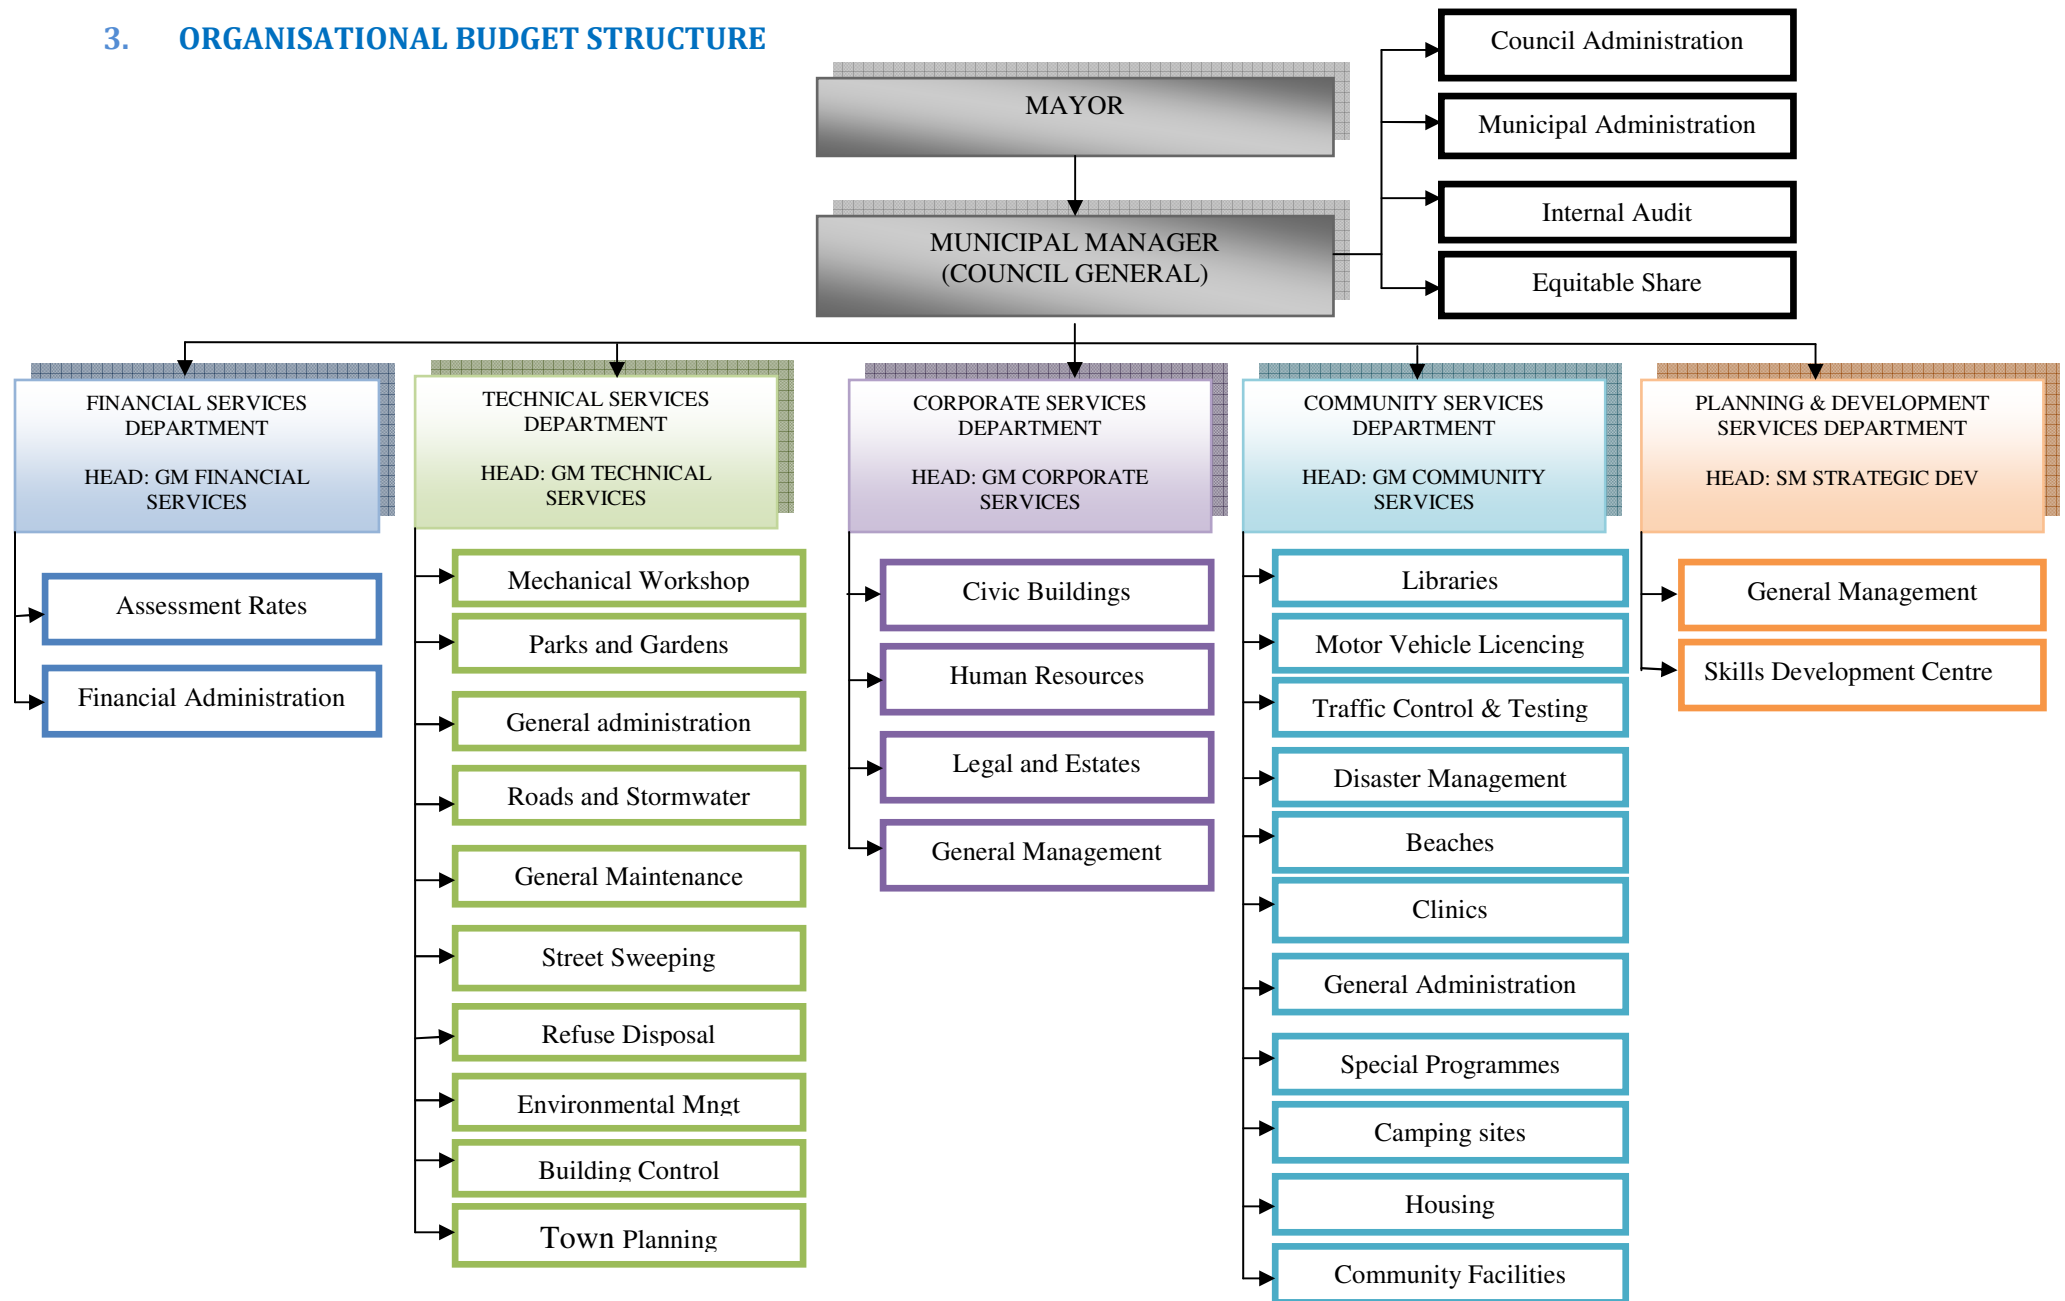 3. ORGANISATIONAL BUDGET STRUCTURE
MAYOR
MUNICIPAL MANAGER
(COUNCIL GENERAL)
Council Administration
Municipal Administration
Internal Audit
Equitable Share
FINANCIAL SERVICES
DEPARTMENT
HEAD: GM FINANCIAL
SERVICES
Assessment Rates
Financial Administration
TECHNICAL SERVICES
DEPARTMENT
HEAD: GM TECHNICAL
SERVICES
Mechanical Workshop
Parks and Gardens
General administration
Roads and Stormwater
General Maintenance
Street Sweeping
Refuse Disposal
Environmental Mngt
Building Control
Town Planning
CORPORATE SERVICES
DEPARTMENT
HEAD: GM CORPORATE
SERVICES
Civic Buildings
Human Resources
Legal and Estates
General Management
COMMUNITY SERVICES
DEPARTMENT
HEAD: GM COMMUNITY
SERVICES
Libraries
Motor Vehicle Licencing
Traffic Control & Testing
Disaster Management
Beaches
Clinics
General Administration
Special Programmes
Camping sites
Housing
Community Facilities
PLANNING & DEVELOPMENT
SERVICES DEPARTMENT
HEAD: SM STRATEGIC DEV
General Management
Skills Development Centre